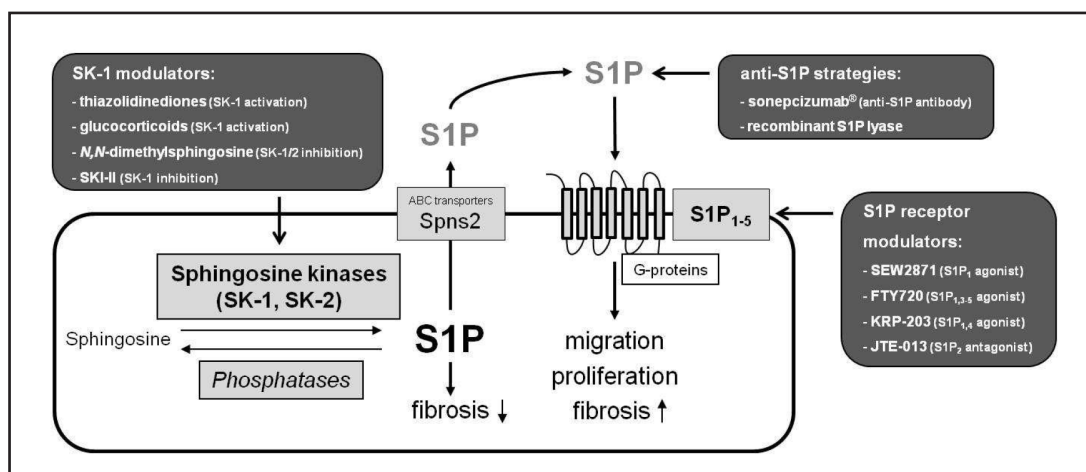 SK-1 modulators:
- thiazolidinediones (SK-1 activation)
- glucocorticoids (SK-1 activation)
- N,N-dimethylsphingosine (SK-1/2 inhibition)
- SKI-II (SK-1 inhibition)
S1P
S1P
anti-S1P strategies:
- sonepcizumab® (anti-S1P antibody)
- recombinant S1P lyase
ABC transporters
Spns2
S1P1-5
G-proteins
S1P receptor
modulators:
- SEW2871 (S1P1 agonist)
- FTY720 (S1P1,3-5 agonist)
- KRP-203 (S1P1,4 agonist)
- JTE-013 (S1P2 antagonist)
Sphingosine kinases
(SK-1, SK-2)
Sphingosine
Phosphatases
S1P
fibrosis ↓
migration
proliferation
fibrosis ↑